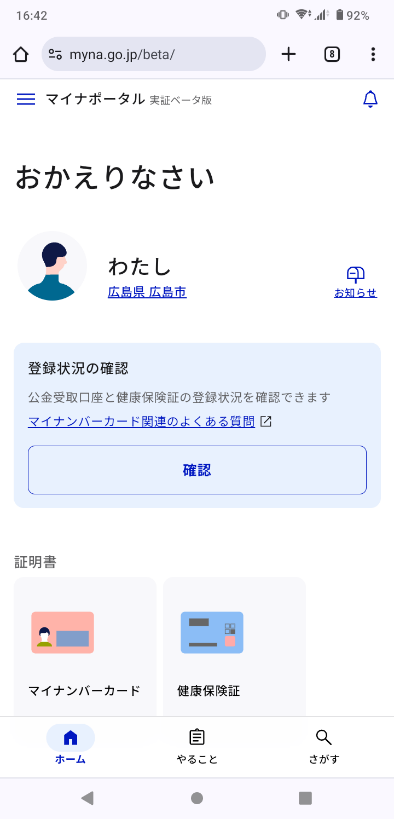 16:42
92%
myna.go.jp/beta/
8
マイナポータル 実証ベータ版
おかえりなさい
わたし
広島県 広島市
お知らせ
登録状況の確認
公金受取口座と健康保険証の登録状況を確認できます
マイナンバーカード関連のよくある質問
確認
証明書
マイナンバーカード
健康保険証
ホーム
やること
さがす